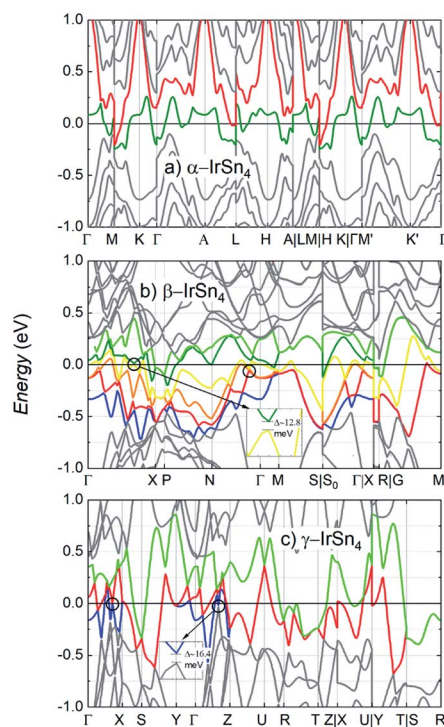 1.0
0.5
0.0
-0.5
-1
a) α-IrSn4
Γ M K Γ A L H A|LM|H K|ΓM' K' Γ
1.0
0.5
0.0
-0.5
-1.0
b) β-IrSn4
Δ~12.8
meV
Γ X P N Γ M S|S0 Γ|X R|G M
Energy (eV)
1.0
0.5
0.0
-0.5
-1.0
c) γ-IrSn4
Δ~16.4
meV
Γ X S Y Γ Z U R T Z|X U|Y T|S R